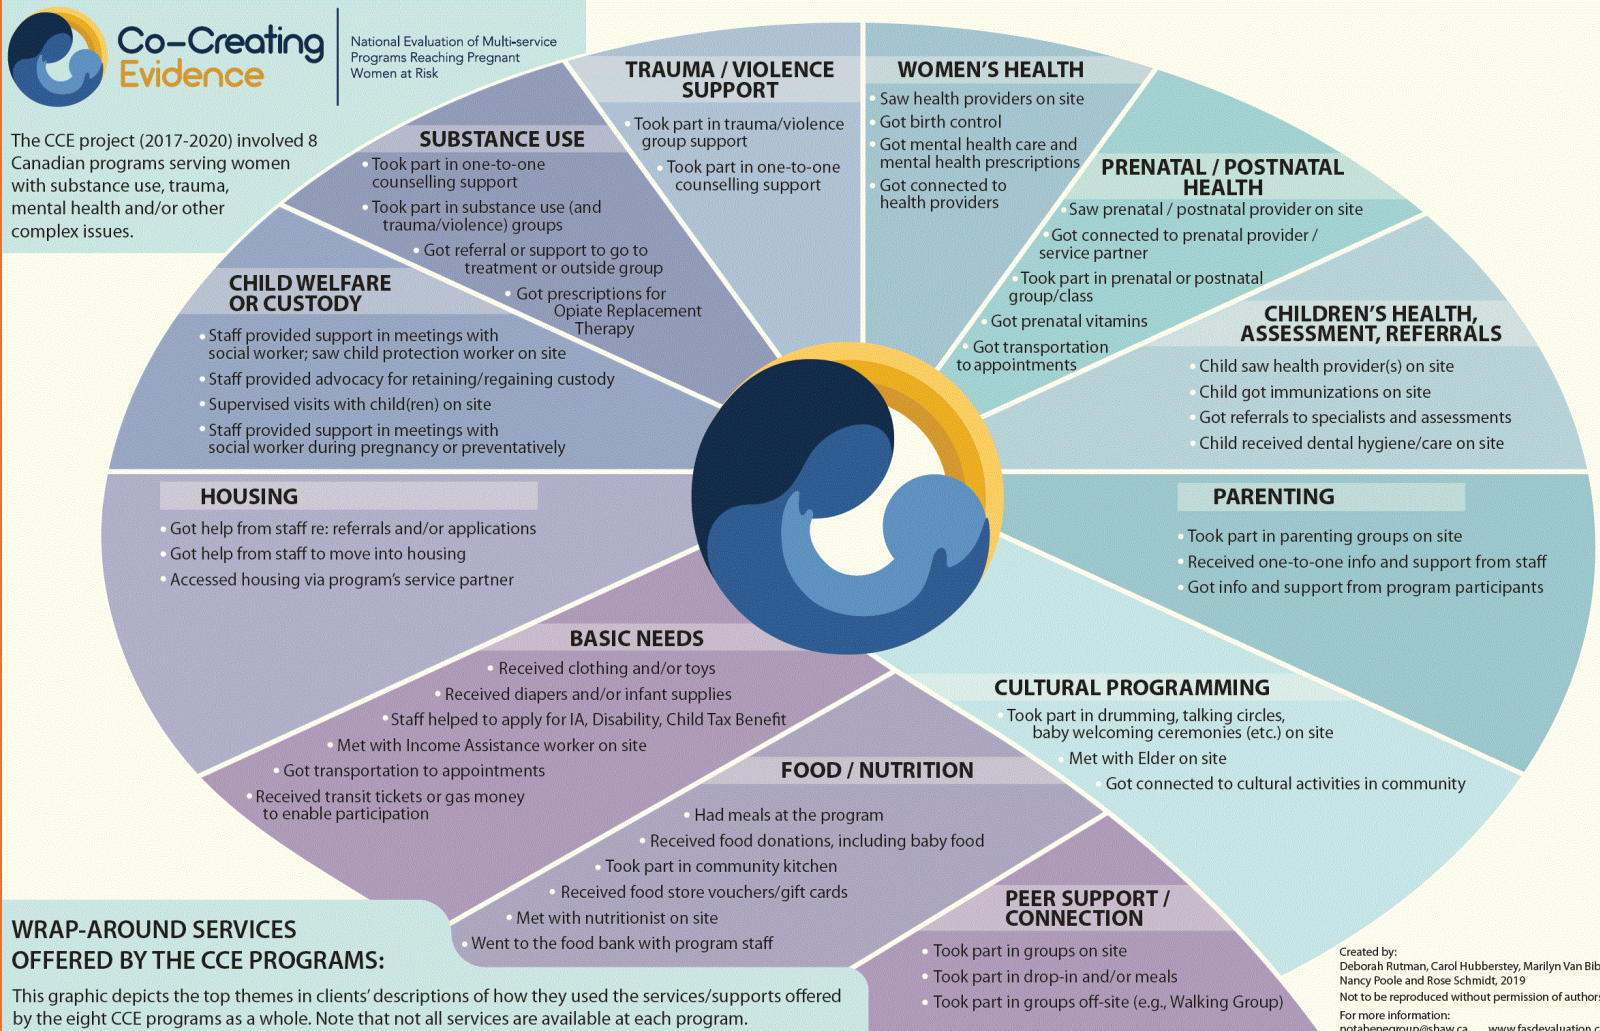 Co-Creating
Evidence
National Evaluation of Multi-service
Programs Reaching Pregnant
Women at Risk
The CCE project (2017-2020) involved 8
Canadian programs serving women
with substance use, trauma,
mental health and/or other
complex issues.
TRAUMA / VIOLENCE
SUPPORT
• Took part in trauma/violence
group support
• Took part in one-to-one
counselling support
WOMEN'S HEALTH
• Saw health providers on site
• Got birth control
• Got mental health care and
mental health prescriptions
• Got connected to
health providers
PRENATAL / POSTNATAL
HEALTH
• Saw prenatal / postnatal provider on site
• Got connected to prenatal provider /
service partner
• Took part in prenatal or postnatal
group/class
• Got prenatal vitamins
• Got transportation
to appointments
CHILDREN'S HEALTH,
ASSESSMENT, REFERRALS
• Child saw health provider(s) on site
• Child got immunizations on site
• Got referrals to specialists and assessments
• Child received dental hygiene/care on site
PARENTING
• Took part in parenting groups on site
• Received one-to-one info and support from staff
• Got info and support from program participants
CULTURAL PROGRAMMING
• Took part in drumming, talking circles,
baby welcoming ceremonies (etc.) on site
• Met with Elder on site
• Got connected to cultural activities in community
PEER SUPPORT /
CONNECTION
• Took part in groups on site
• Took part in drop-in and/or meals
• Took part in groups off-site (e.g., Walking Group)
FOOD / NUTRITION
• Had meals at the program
• Received food donations, including baby food
• Took part in community kitchen
• Received food store vouchers/gift cards
• Met with nutritionist on site
• Went to the food bank with program staff
BASIC NEEDS
• Received clothing and/or toys
• Received diapers and/or infant supplies
• Staff helped to apply for IA, Disability, Child Tax Benefit
• Met with Income Assistance worker on site
• Got transportation to appointments
• Received transit tickets or gas money
to enable participation
HOUSING
• Got help from staff re: referrals and/or applications
• Got help from staff to move into housing
• Accessed housing via program's service partner
CHILD WELFARE
OR CUSTODY
• Staff provided support in meetings with
social worker; saw child protection worker on site
• Staff provided advocacy for retaining/regaining custody
• Supervised visits with child(ren) on site
• Staff provided support in meetings with
social worker during pregnancy or preventatively
SUBSTANCE USE
• Took part in one-to-one
counselling support
• Took part in substance use (and
trauma/violence) groups
• Got referral or support to go to
treatment or outside group
• Got prescriptions for
Opiate Replacement
Therapy
WRAP-AROUND SERVICES
OFFERED BY THE CCE PROGRAMS:
This graphic depicts the top themes in clients' descriptions of how they used the services/supports offered
by the eight CCE programs as a whole. Note that not all services are available at each program.
Created by:
Deborah Rutman, Carol Hubberstey, Marilyn Van Bib
Nancy Poole and Rose Schmidt, 2019
Not to be reproduced without permission of authors
For more information: